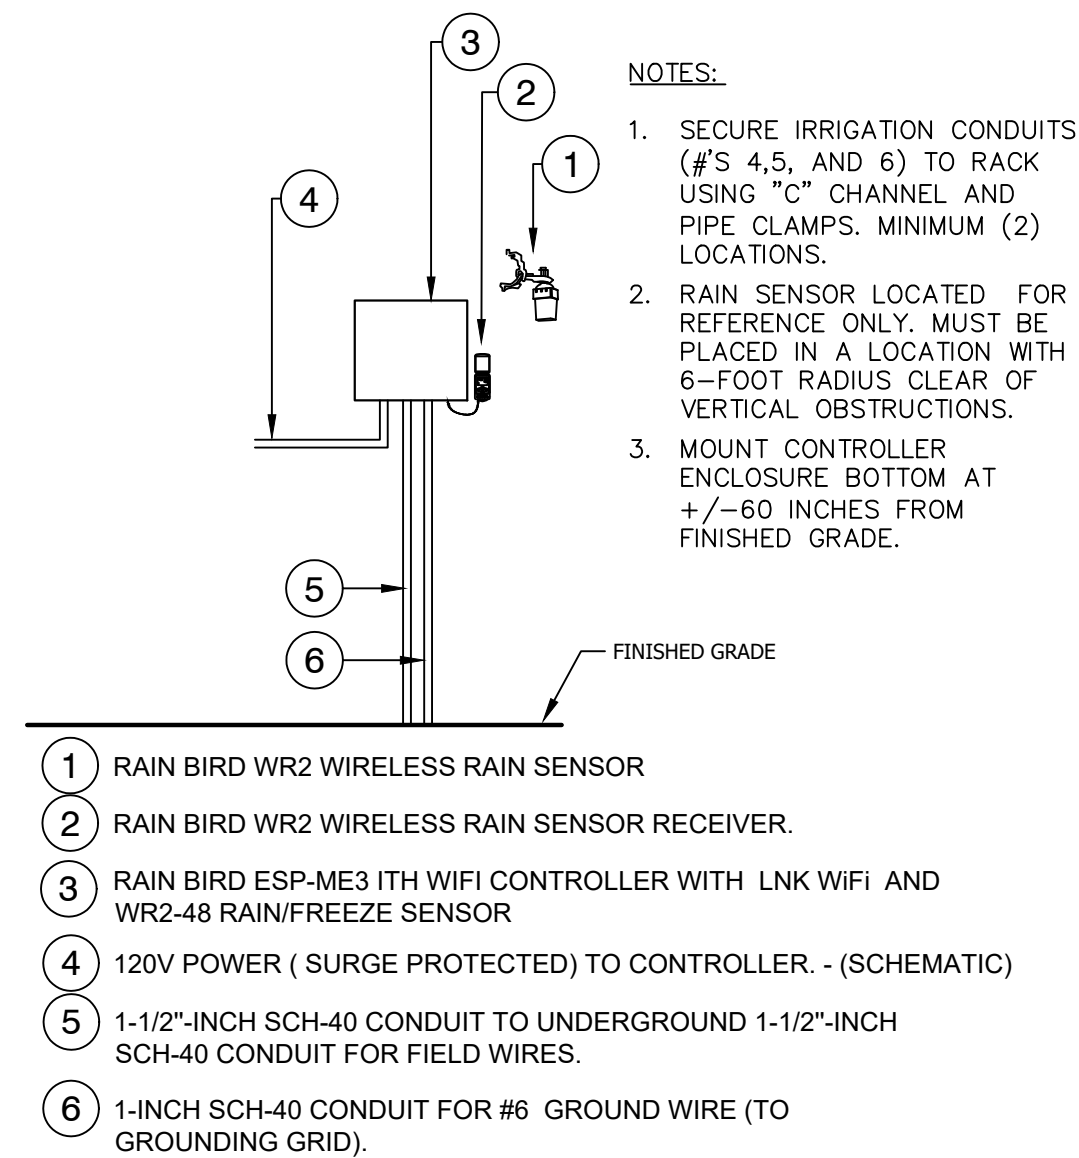 3
2
1
4
NOTES:
1. SECURE IRRIGATION CONDUITS
(#'S 4,5, AND 6) TO RACK
USING "C" CHANNEL AND
PIPE CLAMPS. MINIMUM (2)
LOCATIONS.
2. RAIN SENSOR LOCATED FOR
REFERENCE ONLY. MUST BE
PLACED IN A LOCATION WITH
6-FOOT RADIUS CLEAR OF
VERTICAL OBSTRUCTIONS.
3. MOUNT CONTROLLER
ENCLOSURE BOTTOM AT
+/-60 INCHES FROM
FINISHED GRADE.
5
6
FINISHED GRADE
1 RAIN BIRD WR2 WIRELESS RAIN SENSOR
2 RAIN BIRD WR2 WIRELESS RAIN SENSOR RECEIVER.
3 RAIN BIRD ESP-ME3 ITH WIFI CONTROLLER WITH LNK WiFi AND
WR2-48 RAIN/FREEZE SENSOR
4 120V POWER ( SURGE PROTECTED) TO CONTROLLER. - (SCHEMATIC)
5 1-1/2"-INCH SCH-40 CONDUIT TO UNDERGROUND 1-1/2"-INCH
SCH-40 CONDUIT FOR FIELD WIRES.
6 1-INCH SCH-40 CONDUIT FOR #6 GROUND WIRE (TO
GROUNDING GRID).